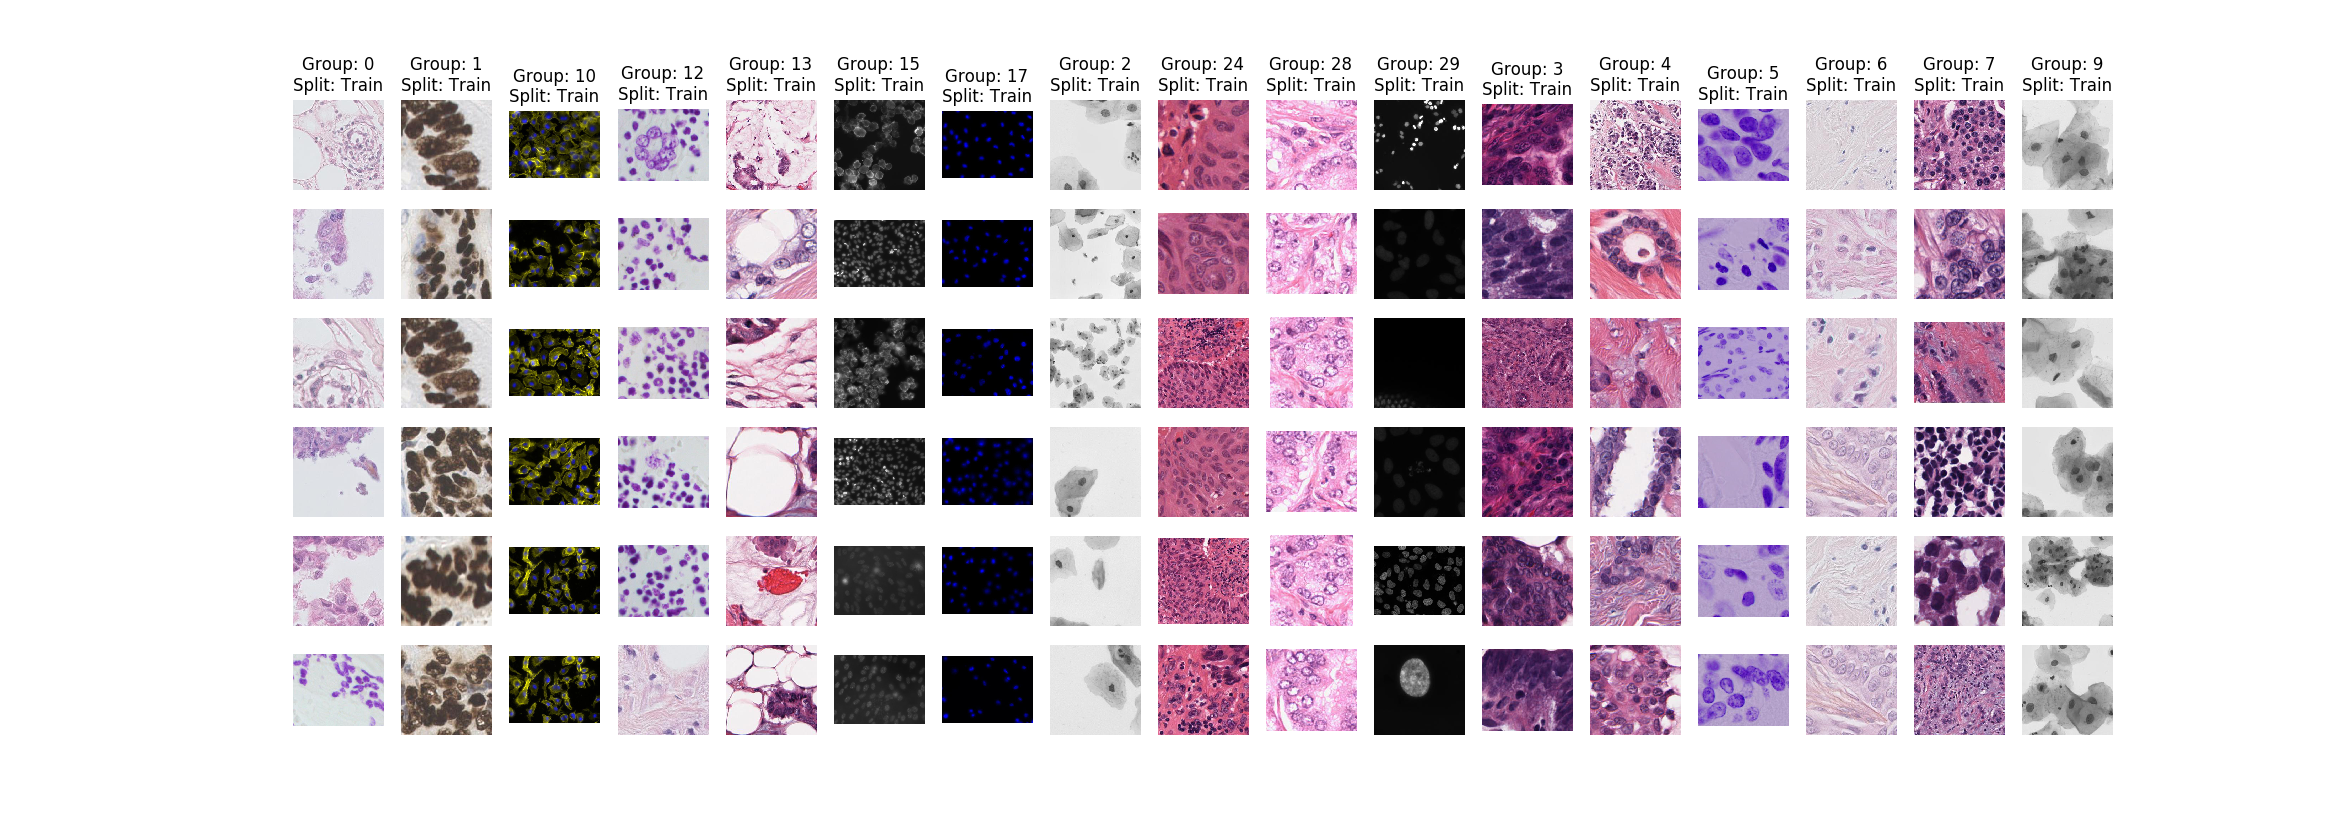 Group: 0
Split: Train
Group: 1
Split: Train
Group: 10
Split: Train
Group: 12
Split: Train
Group: 13
Split: Train
Group: 15
Split: Train
Group: 17
Split: Train
Group: 2
Split: Train
Group: 24
Split: Train
Group: 28
Split: Train
Group: 29
Split: Train
Group: 3
Split: Train
Group: 4
Split: Train
Group: 5
Split: Train
Group: 6
Split: Train
Group: 7
Split: Train
Group: 9
Split: Train